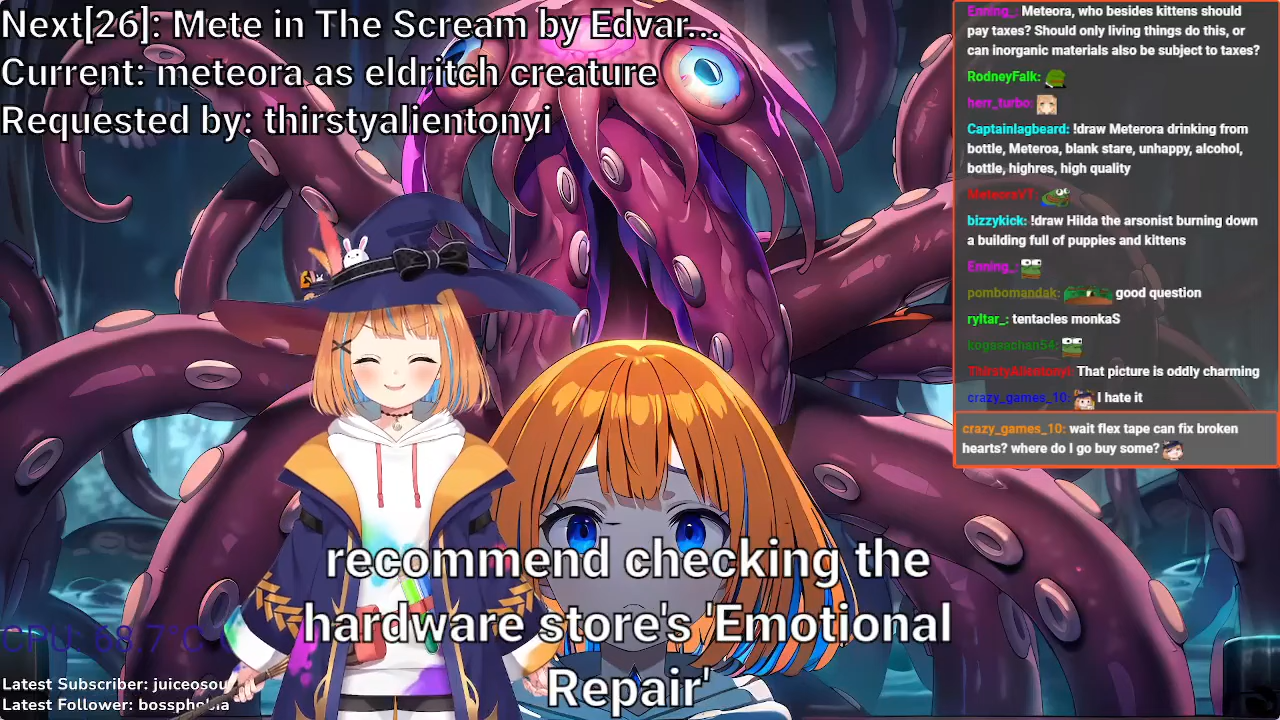 Next[26]: Mete in The Scream by Edvar...
Current: meteora as eldritch creature
Requested by: thirstyalientonyi
Enning_: Meteora, who besides kittens should
pay taxes? Should only living things do this, or
can inorganic materials also be subject to taxes?
RodneyFalk:
herr_turbo:
Captainlagbeard: !draw Meterora drinking from
bottle, Meteroa, blank stare, unhappy, alcohol,
bottle, highres, high quality
MeteoraVT:
bizzykick: !draw Hilda the arsonist burning down
a building full of puppies and kittens
Enning_:
pombomandak: good question
ryltar_: tentacles monkaS
kogasachan54:
ThirstyAlientonyi: That picture is oddly charming
crazy_games_10: I hate it
crazy_games_10: wait flex tape can fix broken
hearts? where do I go buy some?
recommend checking the
hardware store's 'Emotional
Repair'
CPU: 68.7°C
Latest Subscriber: juiceosou
Latest Follower: bossphobia